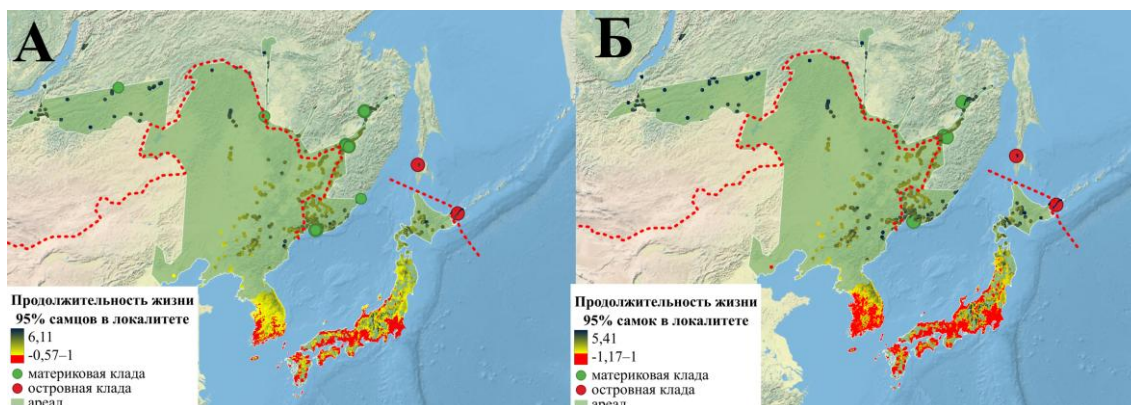 А
Продолжительность жизни
95% самцов в локалитете
6,11
-0,57–1
материковая клада
островная клада
ареал
Б
Продолжительность жизни
95% самок в локалитете
5,41
-1,17–1
материковая клада
островная клада
ареал